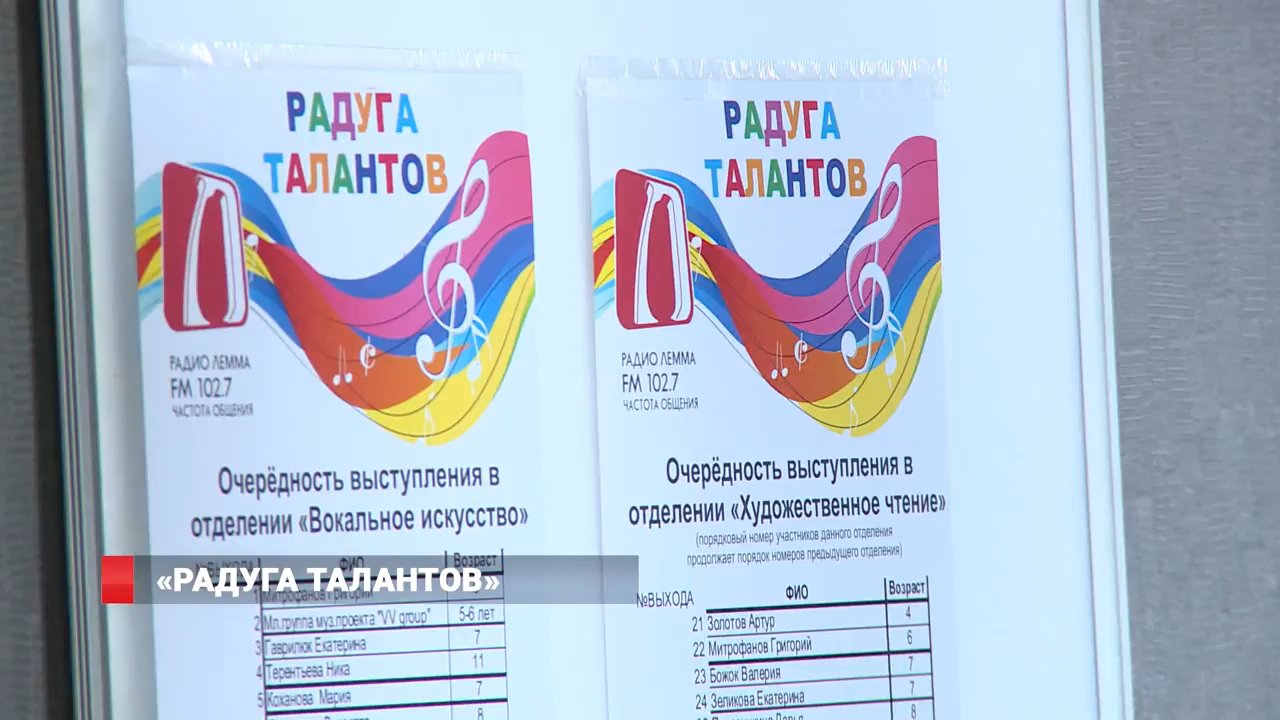 РАДУГА
ТАЛАНТОВ
РАДИО ЛЕММА
FM 102.7
ЧАСТОТА ОБЩЕНИЯ
Очерёдность выступления в
отделении «Вокальное искусство»
ФИО Возраст
1 Митрофанов Григорий
2 Мл.группа муз.проекта "VV group" 5-6 лет
3 Гаврилюк Екатерина 7
4 Терентьева Ника 11
5 Коханова Мария 7
8
РАДУГА
ТАЛАНТОВ
РАДИО ЛЕММА
FM 102.7
ЧАСТОТА ОБЩЕНИЯ
Очерёдность выступления в
отделении «Художественное чтение»
(порядковый номер участников данного отделения
продолжает порядок номеров предыдущего отделения)
№ВЫХОДА ФИО Возраст
21 Золотов Артур 4
22 Митрофанов Григорий 6
23 Божок Валерия 7
24 Зеликова Екатерина 7
8
«РАДУГА ТАЛАНТОВ»